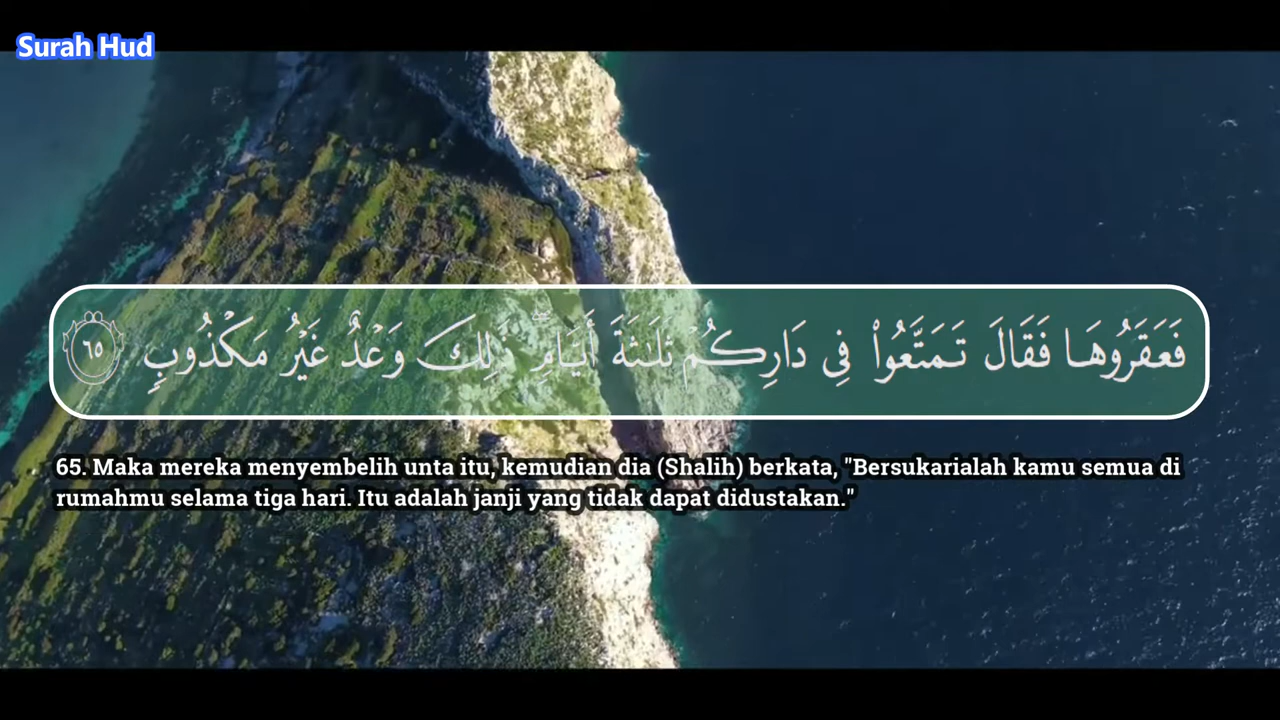 Surah Hud
فَعَقَرُوهَا فَقَالَ تَمَتَّعُوا۟ فِي دَارِكُمْ ثَلَـٰثَةَ أَيَّامٍۢ ۖ ذَٰلِكَ وَعْدٌ غَيْرُ مَكْذُوبٍۢ ٦٥
65. Maka mereka menyembelih unta itu, kemudian dia (Shalih) berkata, "Bersukarialah kamu semua di
rumahmu selama tiga hari. Itu adalah janji yang tidak dapat didustakan."